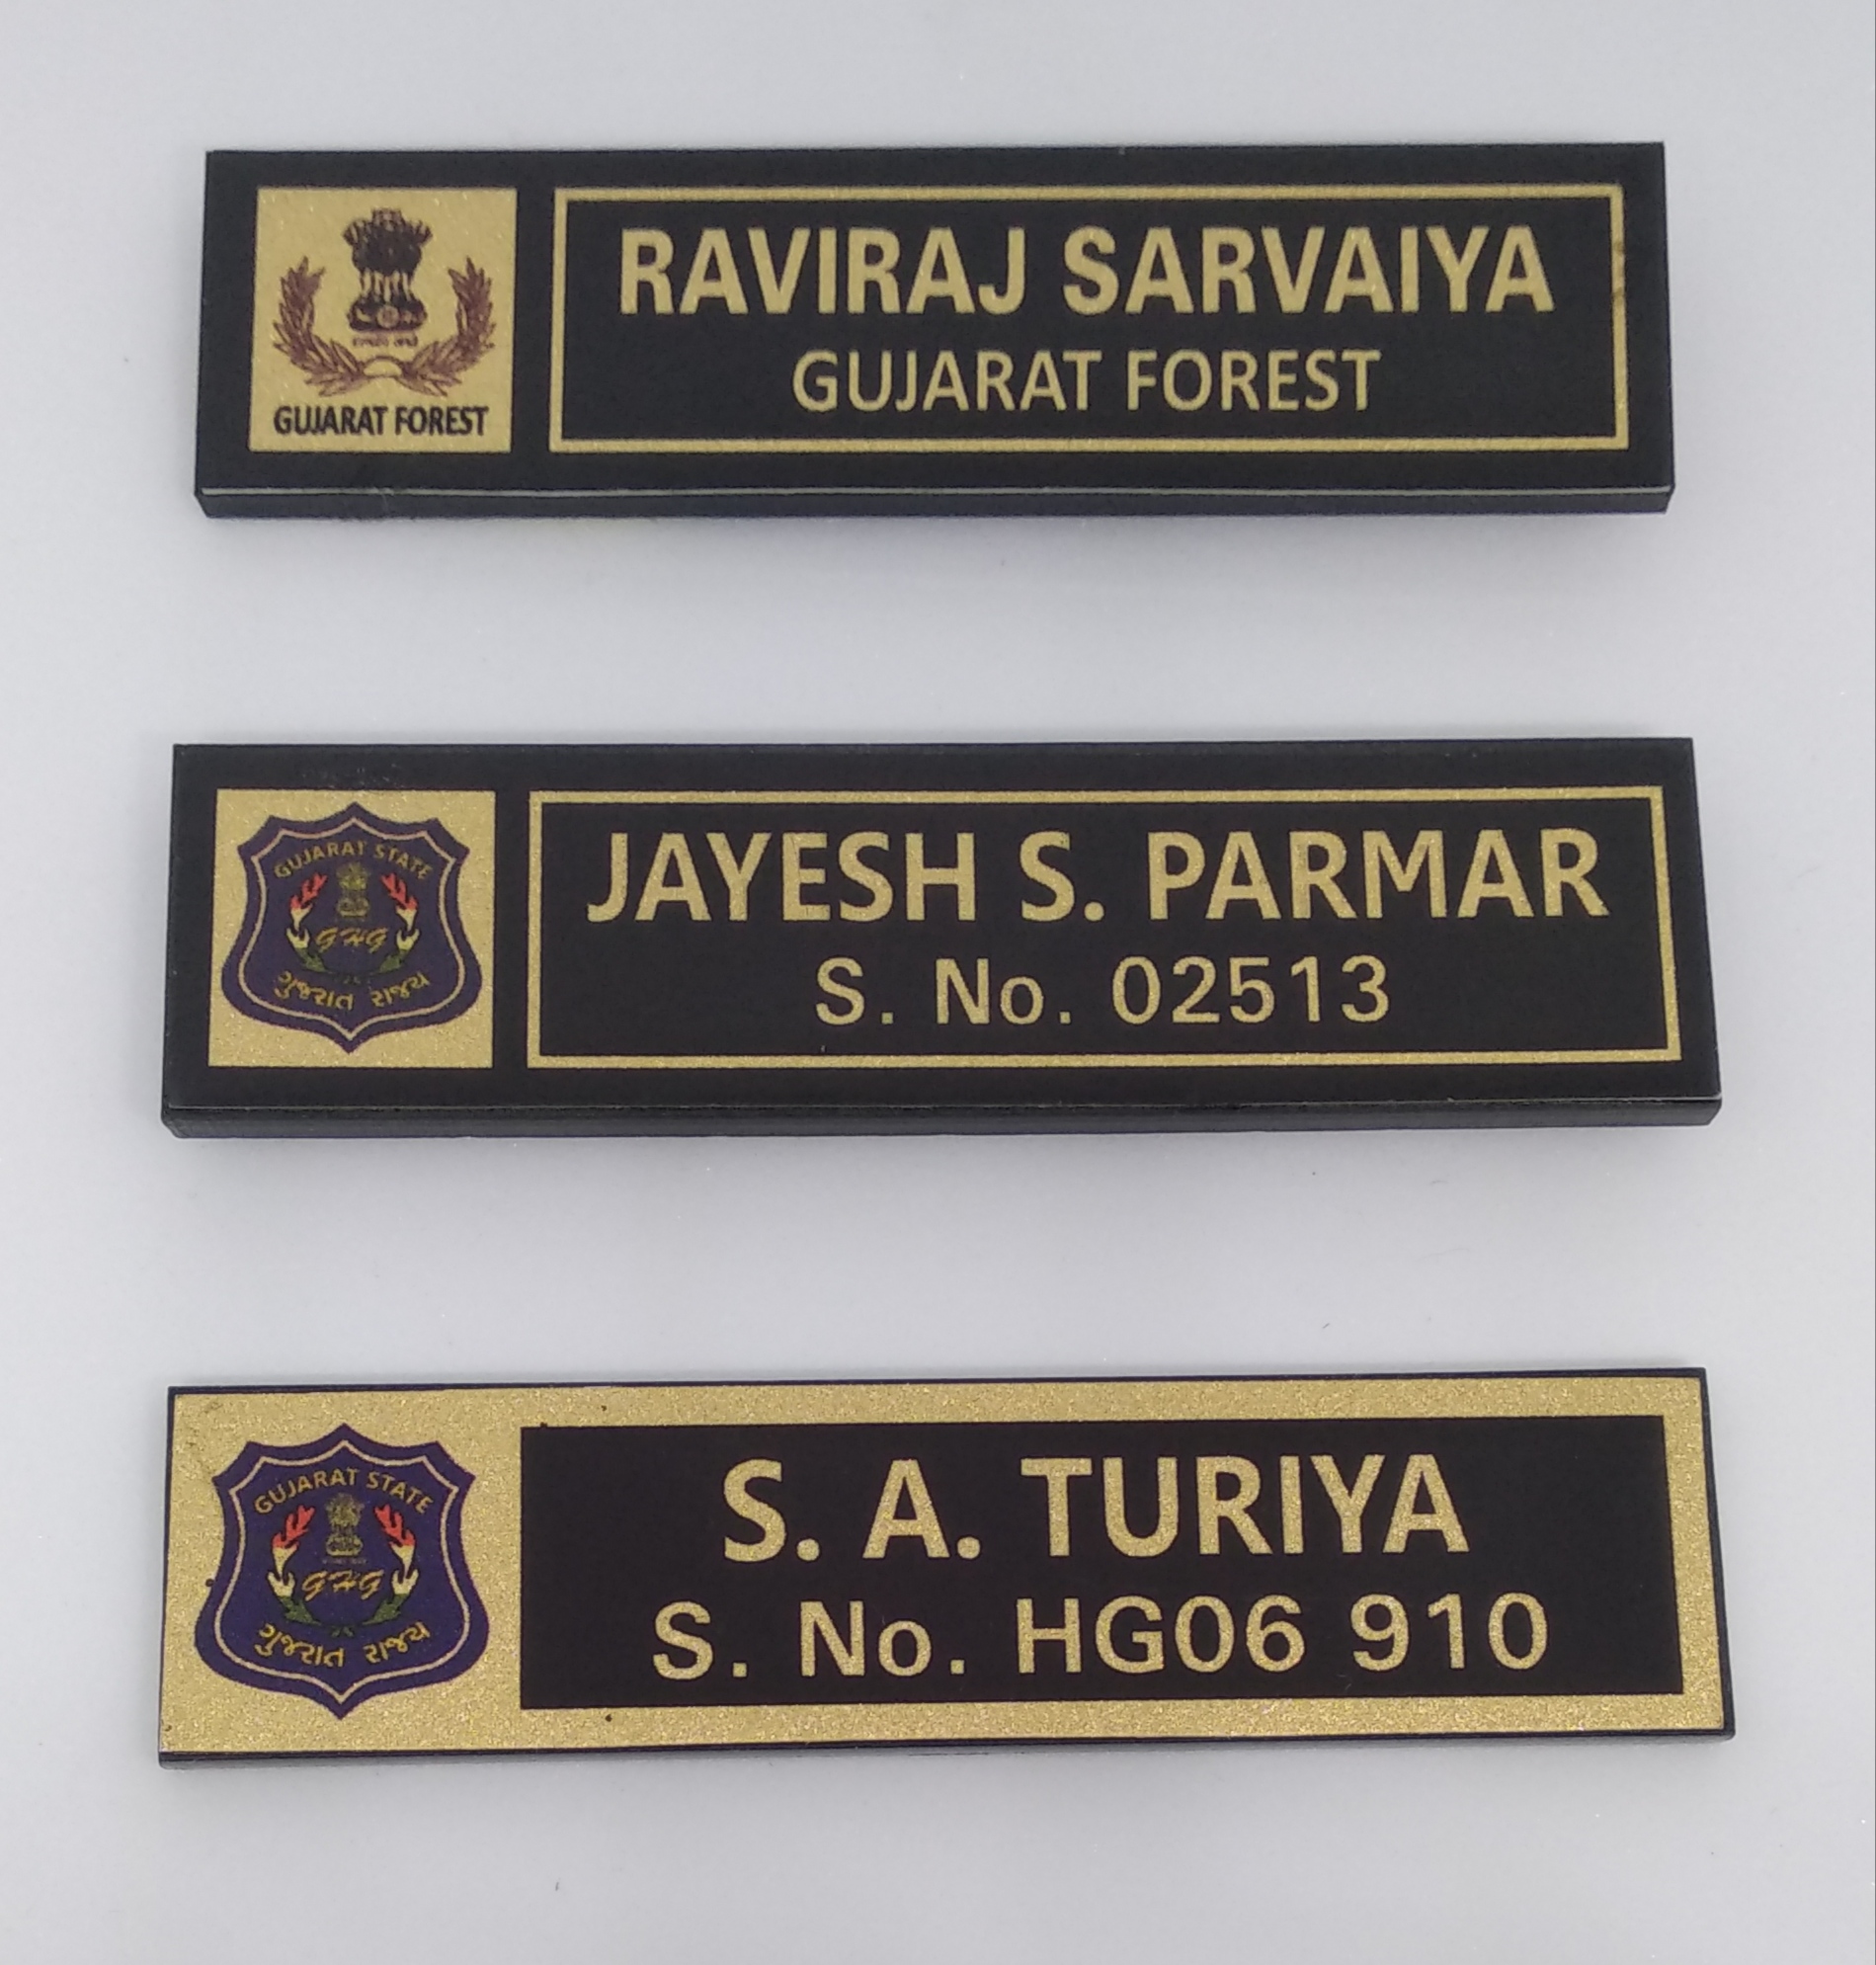 GUJARAT FOREST
RAVIRAJ SARVAIYA
GUJARAT FOREST
GUJARAT STATE
GHG
ગુજરાત રાજ્ય
JAYESH S. PARMAR
S. No. 02513
GUJARAT STATE
GHG
ગુજરાત રાજ્ય
S. A. TURIYA
S. No. HG06 910